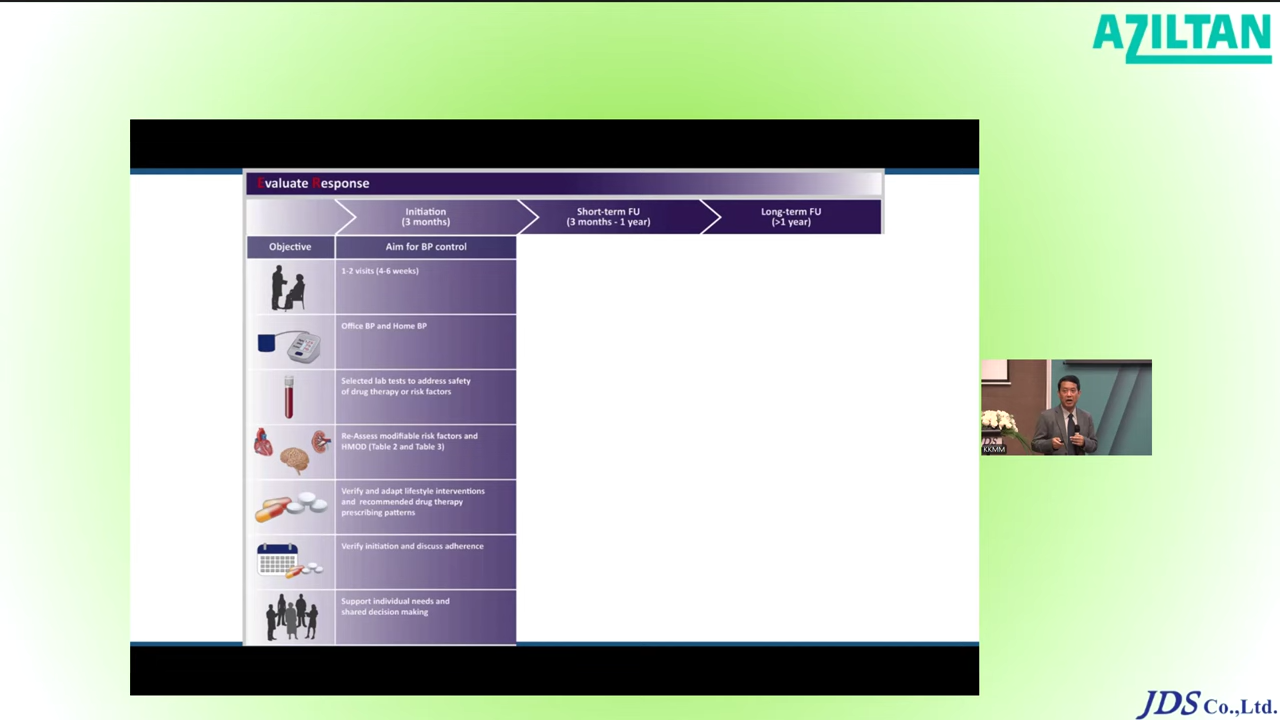 AZILTAN
Evaluate Response
Initiation
(3 months)
Short-term FU
(3 months - 1 year)
Long-term FU
(>1 year)
Objective
Aim for BP control
1-2 visits (4-6 weeks)
Office BP and Home BP
Selected lab tests to address safety
of drug therapy or risk factors
Re-Assess modifiable risk factors and
HMOD (Table 2 and Table 3)
Verify and adapt lifestyle interventions
and recommended drug therapy
prescribing patterns
Verify initiation and discuss adherence
Support individual needs and
shared decision making
KKMM
JDS Co.,Ltd.